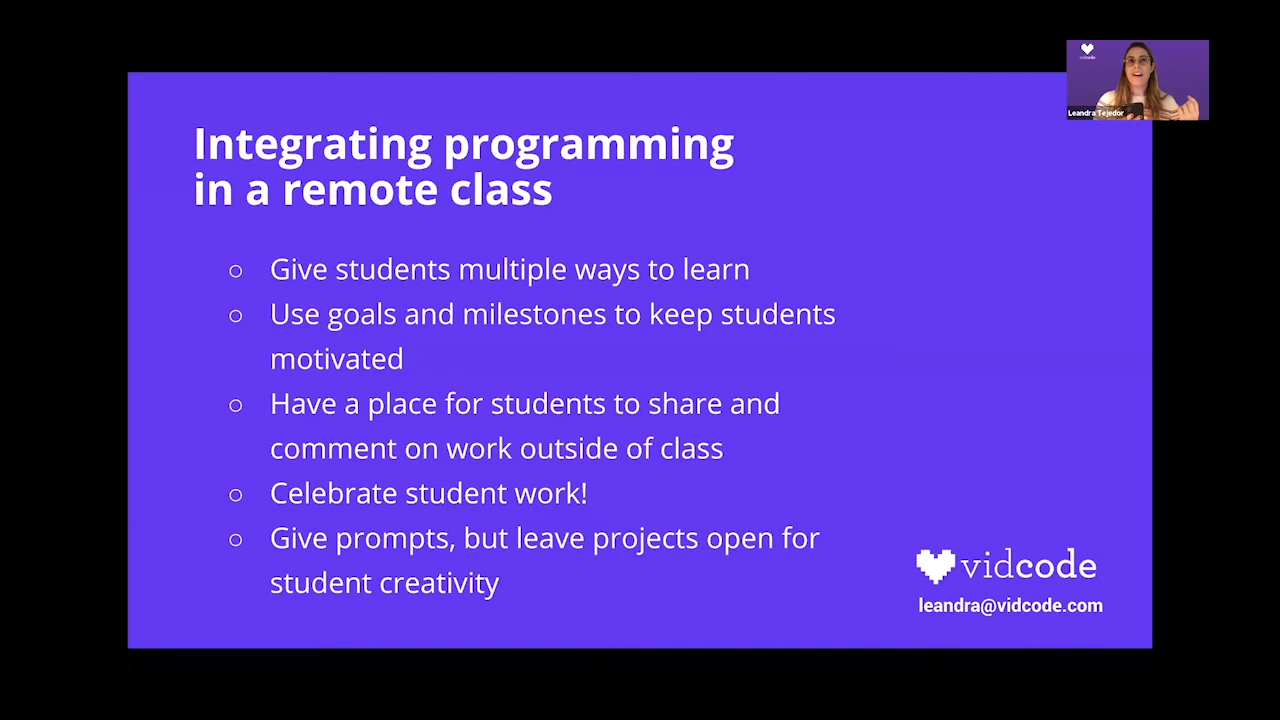 vidcode
Leandra Tejedor
Integrating programming
in a remote class
○ Give students multiple ways to learn
○ Use goals and milestones to keep students
motivated
○ Have a place for students to share and
comment on work outside of class
○ Celebrate student work!
○ Give prompts, but leave projects open for
student creativity
vidcode
leandra@vidcode.com